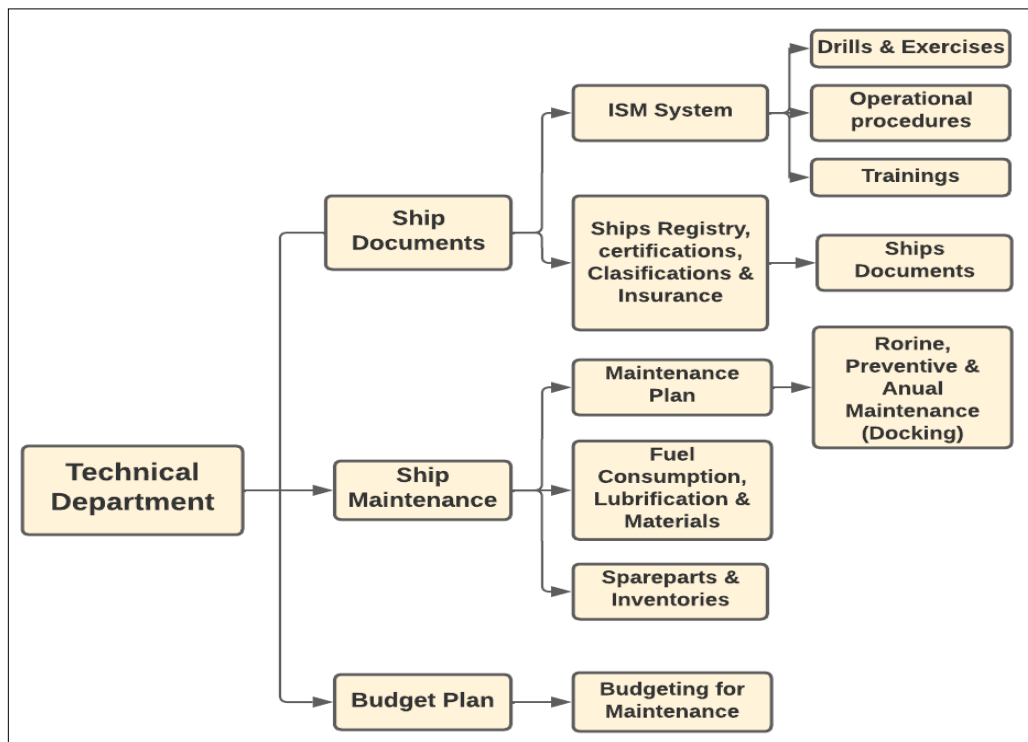 Drills & Exercises
ISM System
Operational
procedures
Trainings
Ship
Documents
Ships Registry,
certifications,
Clasifications &
Insurance
Ships
Documents
Maintenance
Plan
Rorine,
Preventive &
Anual
Maintenance
(Docking)
Technical
Department
Ship
Maintenance
Fuel
Consumption,
Lubrification &
Materials
Spareparts &
Inventories
Budget Plan
Budgeting for
Maintenance